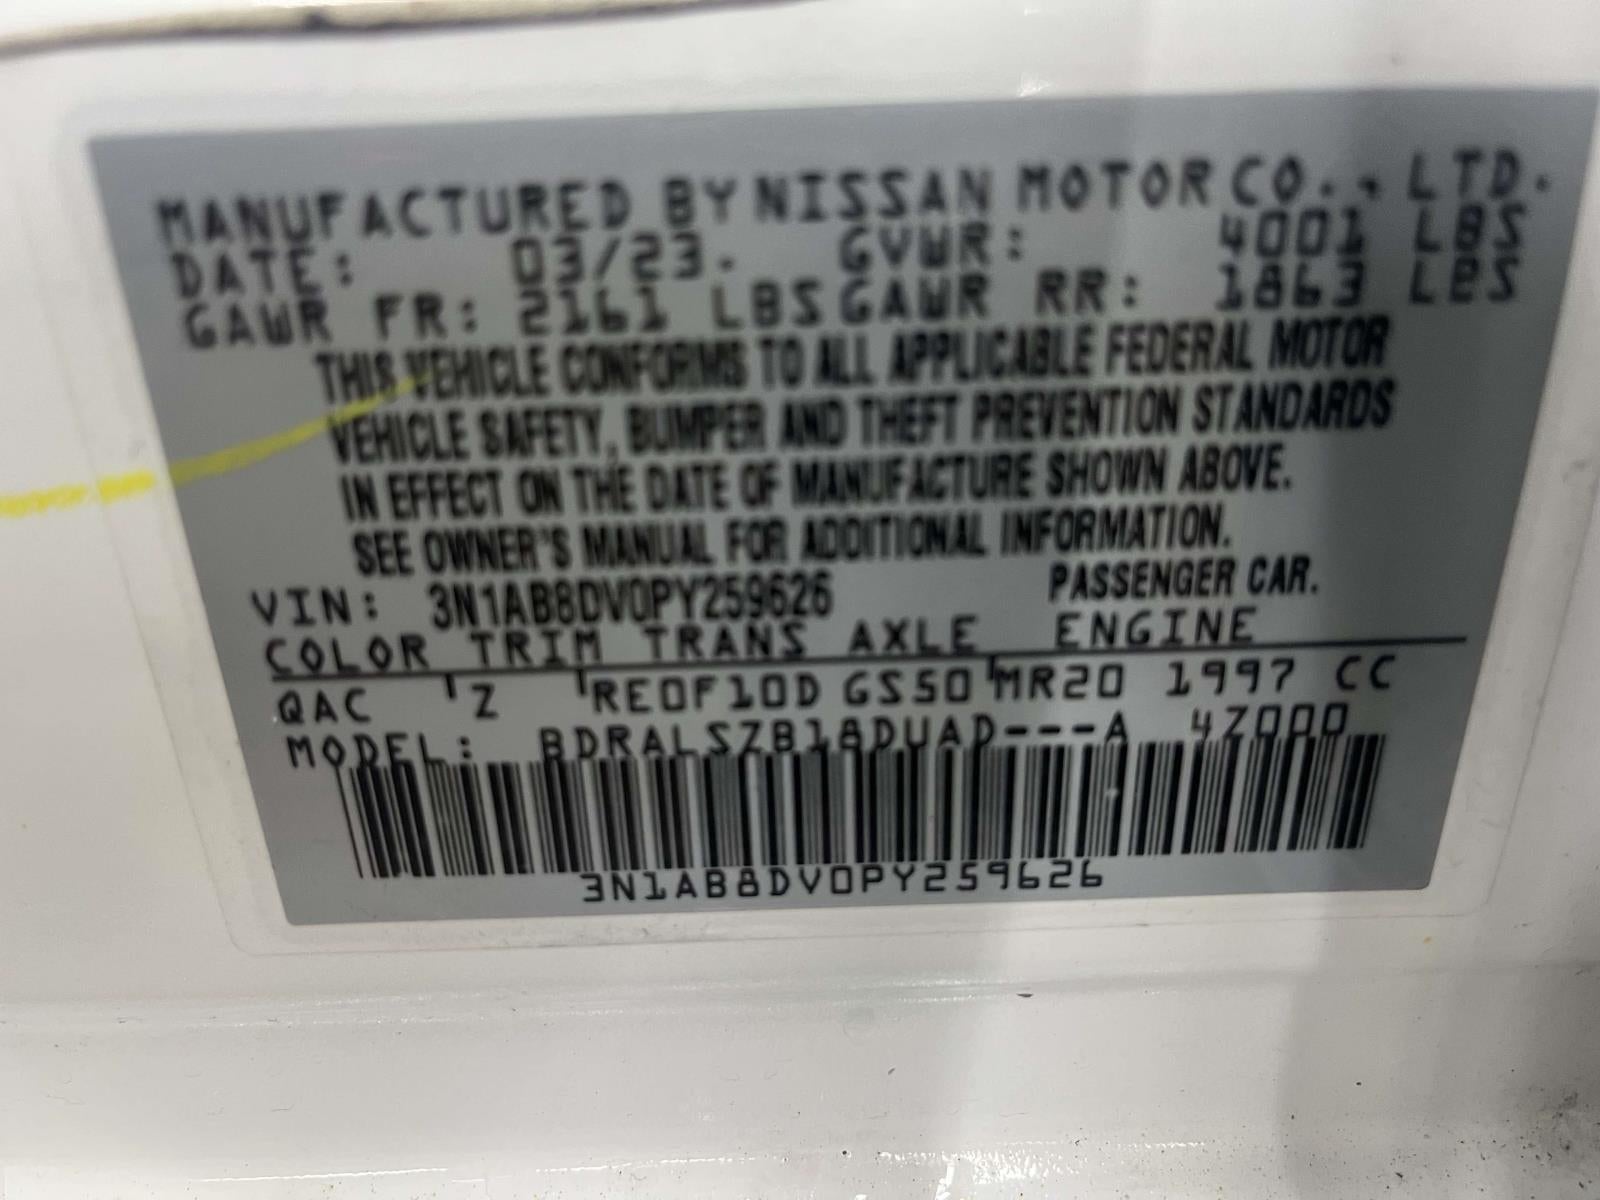 MANUFACTURED BY NISSAN MOTOR CO., LTD.
DATE: 03/23. GVWR: 4001 LBS
GAWR FR: 2161 LBS GAWR RR: 1863 LBS
THIS VEHICLE CONFORMS TO ALL APPLICABLE FEDERAL MOTOR
VEHICLE SAFETY, BUMPER AND THEFT PREVENTION STANDARDS
IN EFFECT ON THE DATE OF MANUFACTURE SHOWN ABOVE.
SEE OWNER'S MANUAL FOR ADDITIONAL INFORMATION.
VIN: 3N1AB8DV0PY259626 PASSENGER CAR.
COLOR TRIM TRANS AXLE ENGINE
QAC Z RE0F10D GS50 MR20 1997 CC
MODEL: BDRALSZB18DUAD---A 4Z000
3N1AB8DV0PY259626